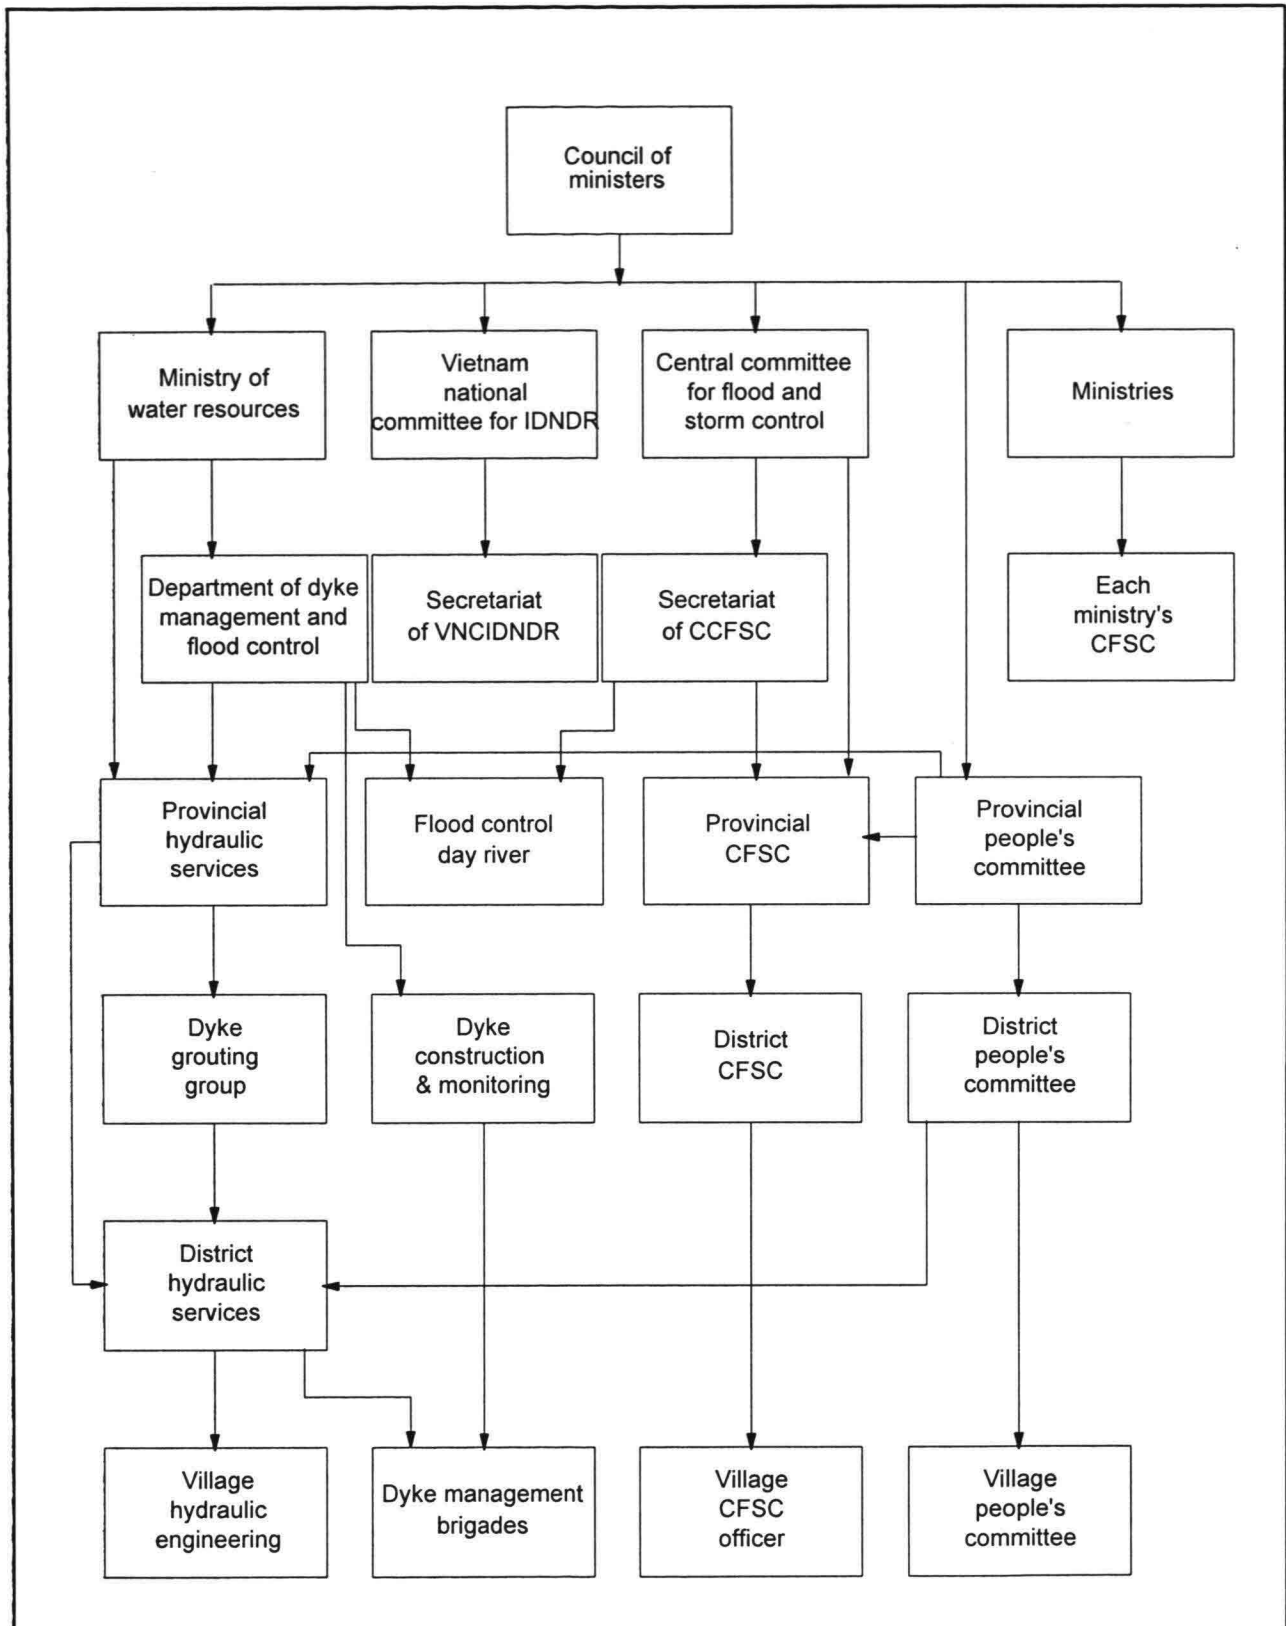 Council of
ministers
Ministry of
water resources
Vietnam
national
committee for IDNDR
Central committee
for flood and
storm control
Ministries
Department of dyke
management and
flood control
Secretariat
of VNCIDNDR
Secretariat
of CCFSC
Each
ministry's
CFSC
Provincial
hydraulic
services
Flood control
day river
Provincial
CFSC
Provincial
people's
committee
Dyke
grouting
group
Dyke
construction
& monitoring
District
CFSC
District
people's
committee
District
hydraulic
services
Village
hydraulic
engineering
Dyke management
brigades
Village
CFSC
officer
Village
people's
committee